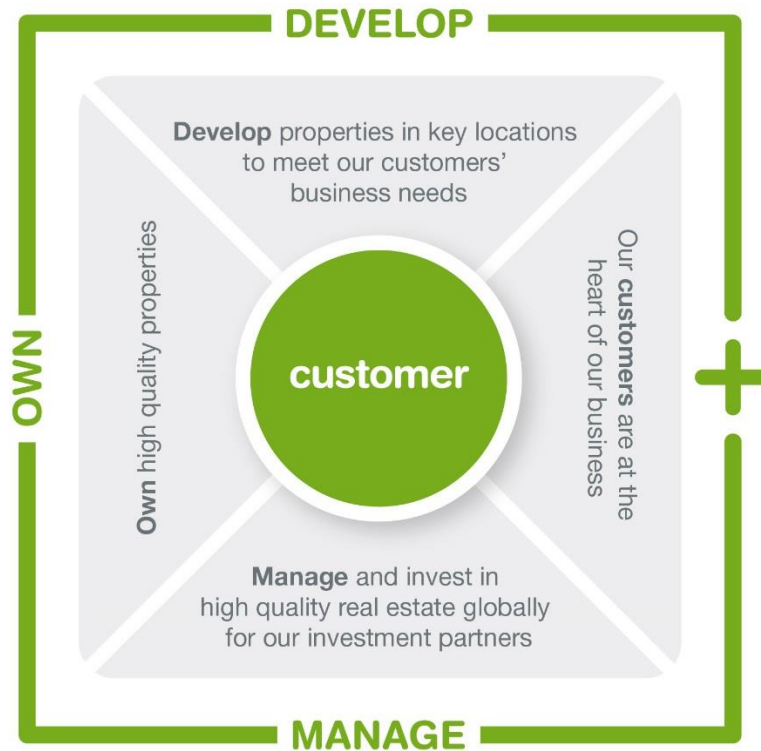 DEVELOP
Develop properties in key locations
to meet our customers’
business needs
OWN
Own high quality properties
customer
Our customers are at the
heart of our business
+
Manage and invest in
high quality real estate globally
for our investment partners
MANAGE